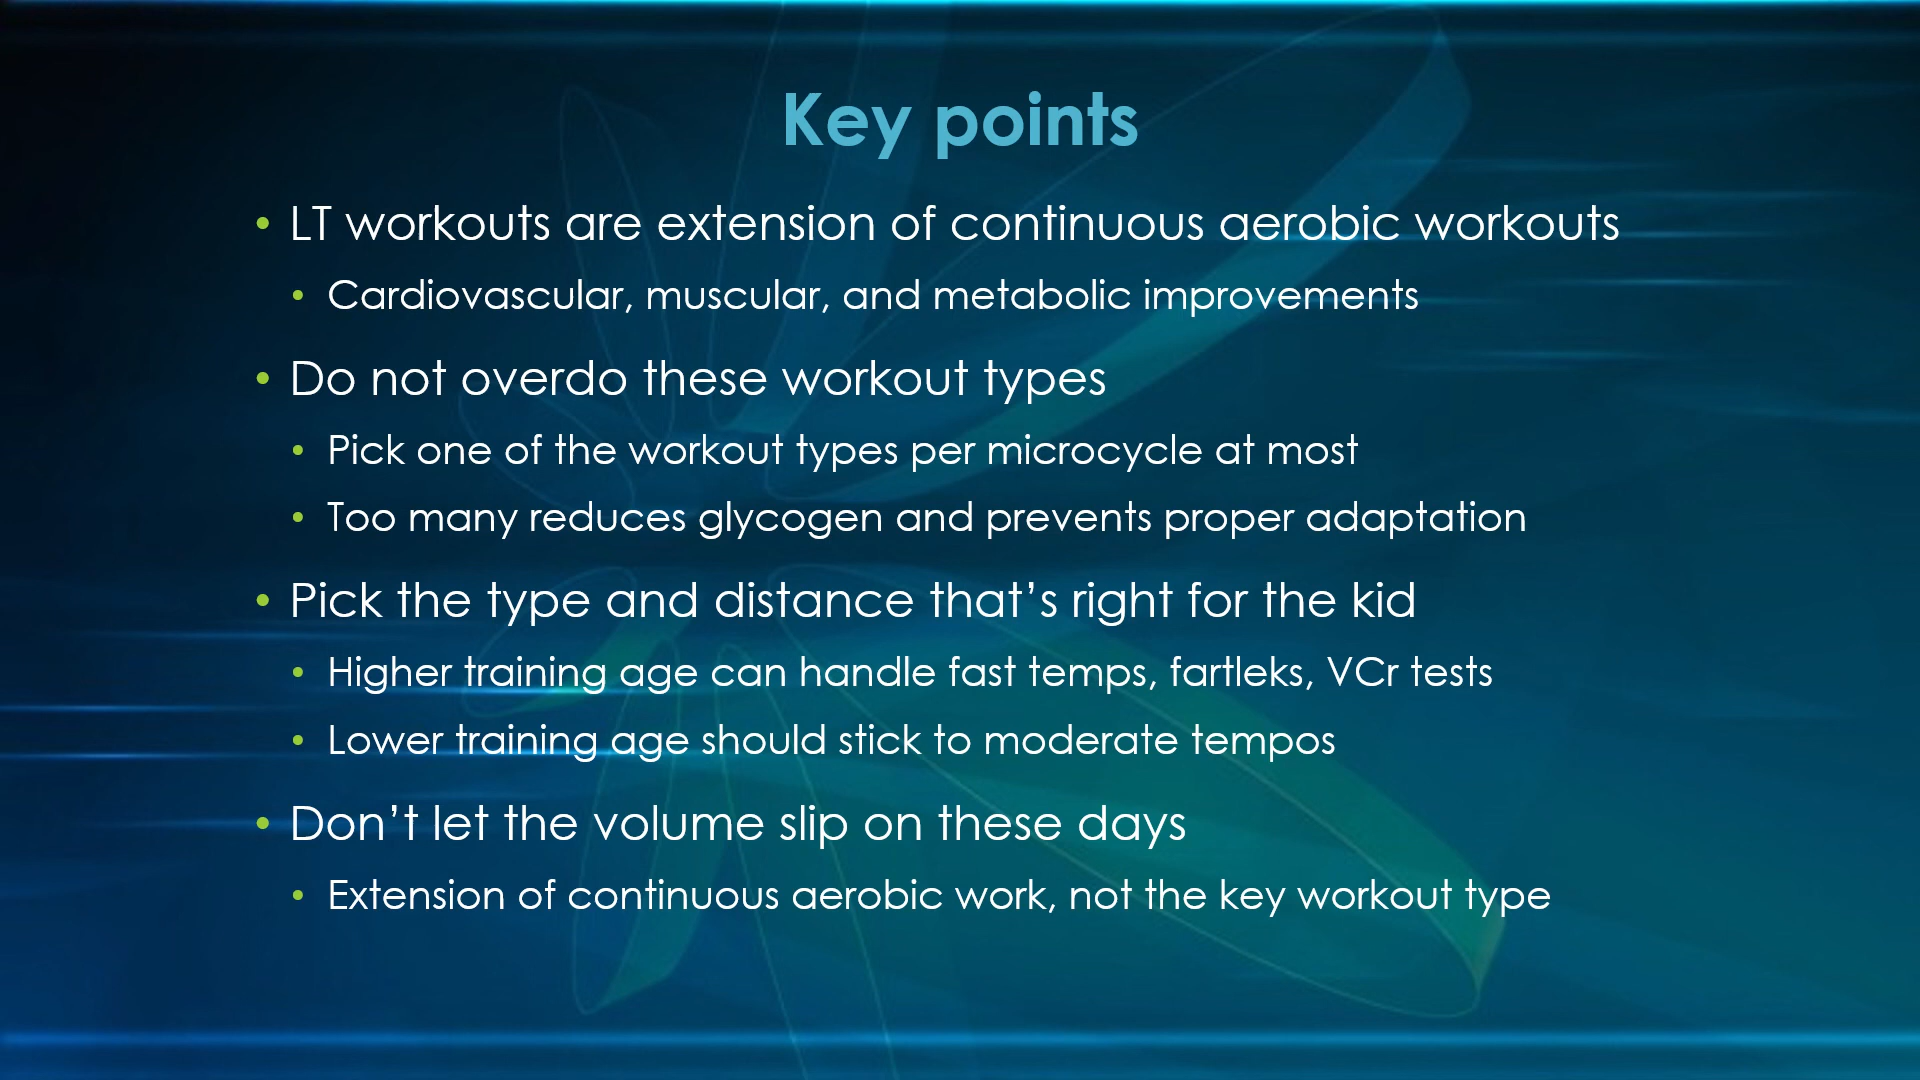 Key points
• LT workouts are extension of continuous aerobic workouts
• Cardiovascular, muscular, and metabolic improvements
• Do not overdo these workout types
• Pick one of the workout types per microcycle at most
• Too many reduces glycogen and prevents proper adaptation
• Pick the type and distance that’s right for the kid
• Higher training age can handle fast temps, fartleks, VCr tests
• Lower training age should stick to moderate tempos
• Don’t let the volume slip on these days
• Extension of continuous aerobic work, not the key workout type